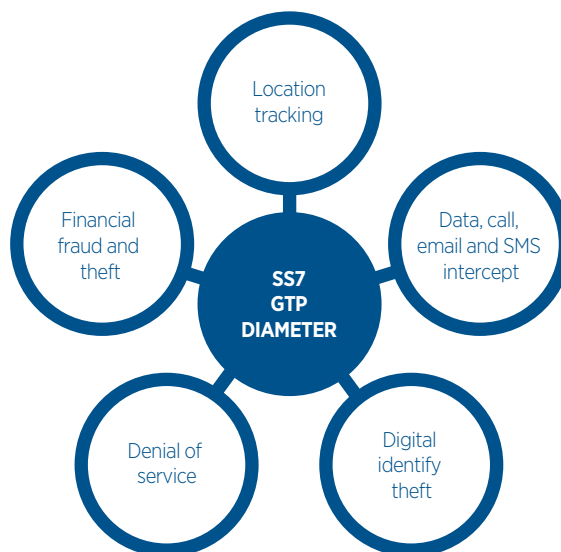 Location
tracking
Financial
fraud and
theft
Data, call,
email and SMS
intercept
SS7
GTP
DIAMETER
Denial of
service
Digital
identify
theft